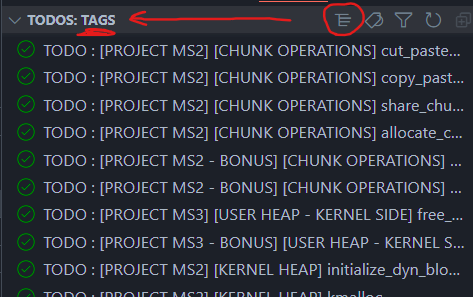 TODOS: TAGS
TODO : [PROJECT MS2] [CHUNK OPERATIONS] cut_paste...
TODO : [PROJECT MS2] [CHUNK OPERATIONS] copy_past...
TODO : [PROJECT MS2] [CHUNK OPERATIONS] share_chu...
TODO : [PROJECT MS2] [CHUNK OPERATIONS] allocate_c...
TODO : [PROJECT MS2 - BONUS] [CHUNK OPERATIONS] ...
TODO : [PROJECT MS2 - BONUS] [CHUNK OPERATIONS] ...
TODO : [PROJECT MS3] [USER HEAP - KERNEL SIDE] free_...
TODO : [PROJECT MS3 - BONUS] [USER HEAP - KERNEL S...
TODO : [PROJECT MS2] [KERNEL HEAP] initialize_dyn_blo...
TODO : [PROJECT MS2] [KERNEL HEAP] kmalloc